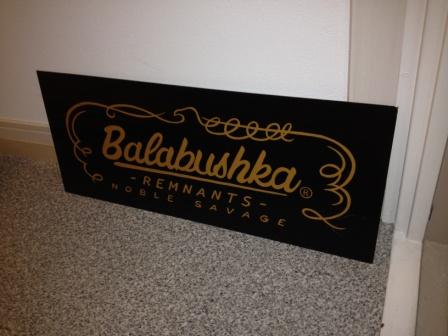 Balabushka®
-REMNANTS-
NOBLE SAVAGE